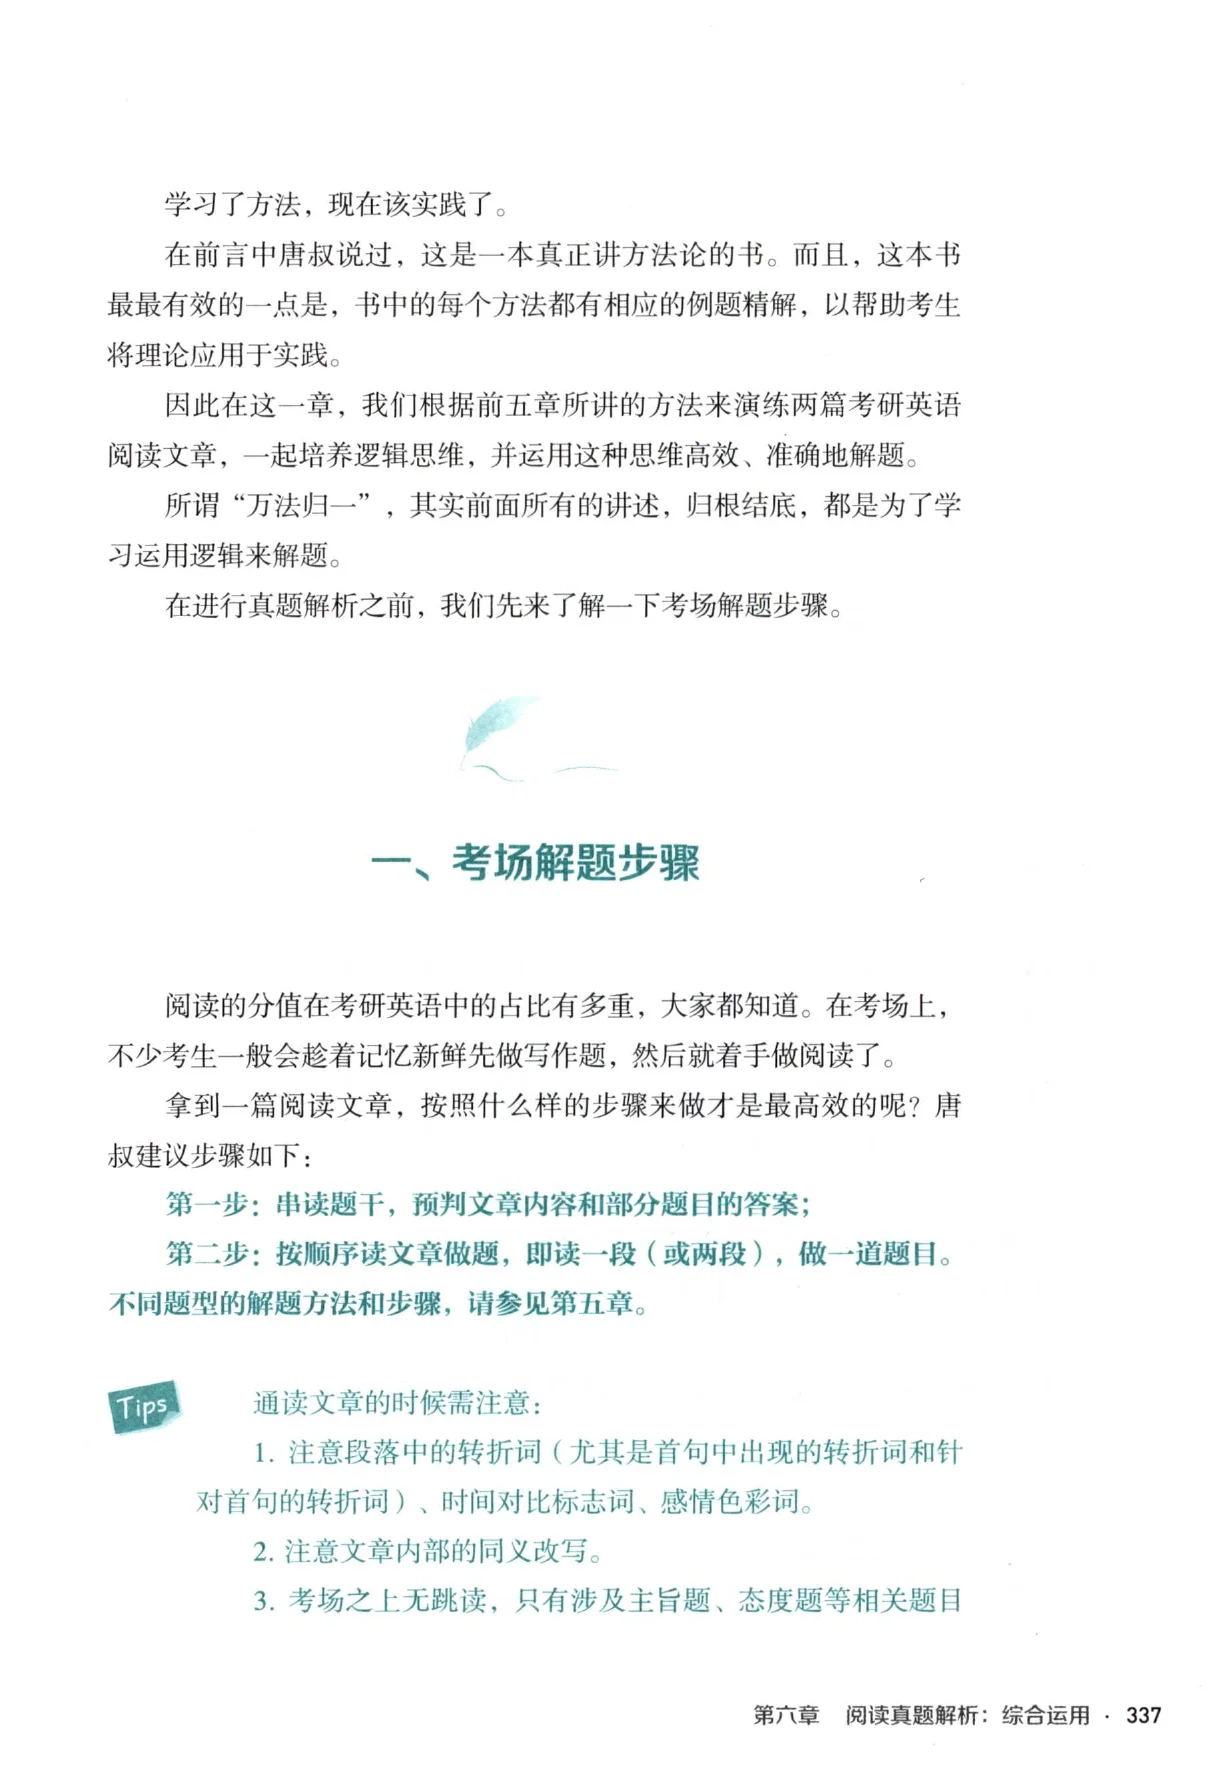 学习了方法，现在该实践了。
在前言中唐叔说过，这是一本真正讲方法论的书。而且，这本书
最最有效的一点是，书中的每个方法都有相应的例题精解，以帮助考生
将理论应用于实践。
因此在这一章，我们根据前五章所讲的方法来演练两篇考研英语
阅读文章，一起培养逻辑思维，并运用这种思维高效、准确地解题。
所谓“万法归一”，其实前面所有的讲述，归根结底，都是为了学
习运用逻辑来解题。
在进行真题解析之前，我们先来了解一下考场解题步骤。
一、考场解题步骤
阅读的分值在考研英语中的占比有多重，大家都知道。在考场上，
不少考生一般会趁着记忆新鲜先做写作题，然后就着手做阅读了。
拿到一篇阅读文章，按照什么样的步骤来做才是最高效的呢？唐
叔建议步骤如下：
第一步：串读题干，预判文章内容和部分题目的答案；
第二步：按顺序读文章做题，即读一段（或两段），做一道题目。
不同题型的解题方法和步骤，请参见第五章。
Tips
通读文章的时候需注意：
1. 注意段落中的转折词（尤其是首句中出现的转折词和针
对首句的转折词）、时间对比标志词、感情色彩词。
2. 注意文章内部的同义改写。
3. 考场之上无跳读，只有涉及主旨题、态度题等相关题目
第六章 阅读真题解析：综合运用 · 337